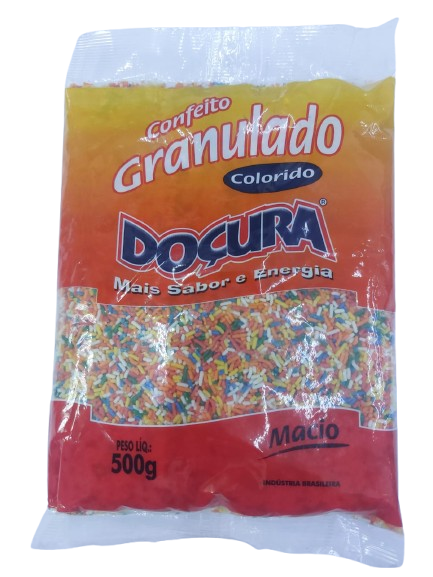 Confeito
Granulado
Colorido
DOÇURA®
Mais Sabor e Energia
Macio
PESO LÍQ.:
500g
INDÚSTRIA BRASILEIRA